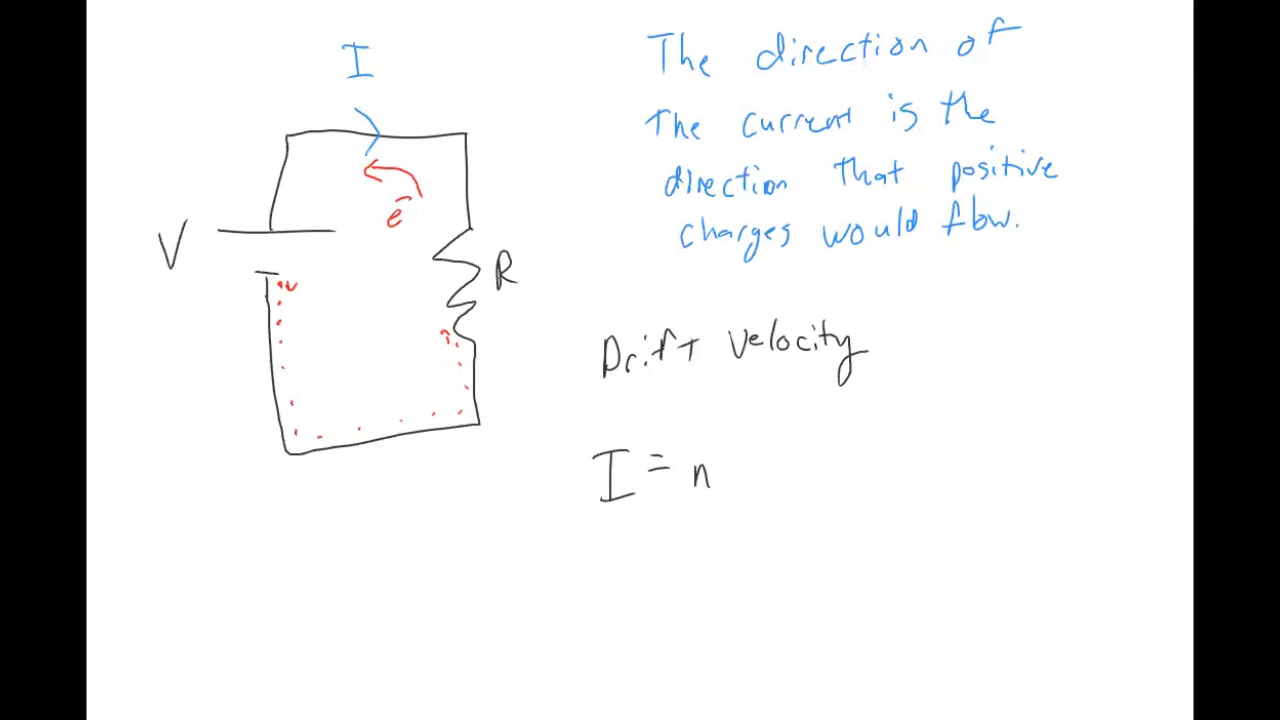 I
The direction of
the current is the
direction that positive
charges would flow.
e-
V
R
Drift velocity
I = n